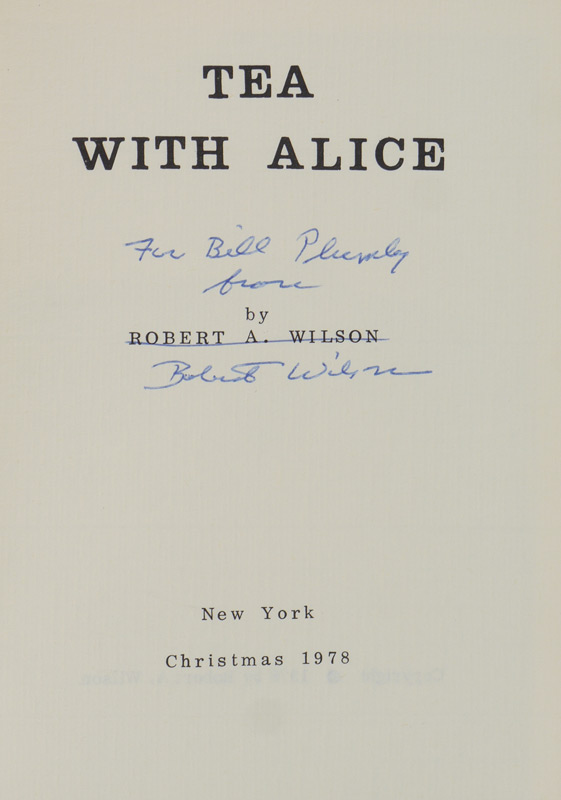 TEA
WITH ALICE
For Bill Plumly
from
by
ROBERT A. WILSON
Robert Wilson
New York
Christmas 1978